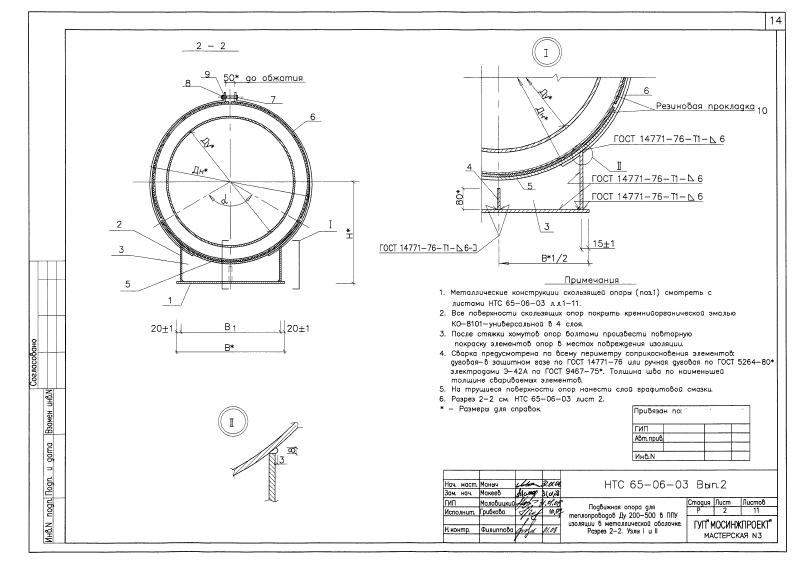 14
2 – 2
50* до обжатия
9
8
7
6
Ду*
Дн*
α
2
3
5
1
I
H*
20±1
В1
20±1
В*
I
Ду*
Дн*
6
Резиновая прокладка 10
ГОСТ 14771–76–Т1– 6
II
ГОСТ 14771–76–Т1– 6
ГОСТ 14771–76–Т1– 6
4
5
80*
3
ГОСТ 14771–76–Т1– 6
15±1
В*1/2
II
8
3
Примечания
1. Металлические конструкции скользящей опоры (поз.1) смотреть с
листами НТС 65–06–03 л.л.1–11.
2. Все поверхности скользящих опор покрыть кремнийорганической эмалью
КО–8101–универсальной в 4 слоя.
3. После стяжки хомутов опор болтами произвести повторную
покраску элементов опор в местах повреждения изоляции.
4. Сварка предусмотрена по всему периметру соприкосновения элементов:
дуговая–в защитном газе по ГОСТ 14771–76 или ручная дуговая по ГОСТ 5264–80*
электродами Э–42А по ГОСТ 9467–75*. Толщина шва по наименьшей
толщине свариваемых элементов.
5. На трущиеся поверхности опор нанести слой графитовой смазки.
6. Разрез 2–2 см. НТС 65–06–03 лист 2.
* – Размеры для справок
Привязан по:
ГИП
Авт.прив.
Инв.N
Согласовано
Взамен инв.N
Подп. и дата
Инв.N подл.
Нач. маст. Маныч
Зам. нач. Макеев
ГИП Маловицкий
Исполнит. Грибкова
Н.контр. Филиппова
НТС 65–06–03 Вып.2
Подвижная опора для
теплопроводов Ду 200–500 в ППУ
изоляции в металлической оболочке.
Разрез 2–2. Узлы I и II
Стадия Лист Листов
Р 2 11
ГУП "МОСИНЖПРОЕКТ"
МАСТЕРСКАЯ N3